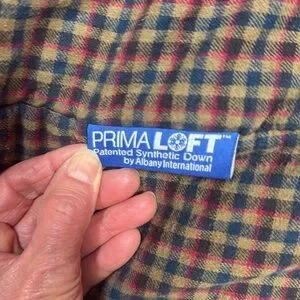 PRIMALOFT™
Patented Synthetic Down
by Albany International